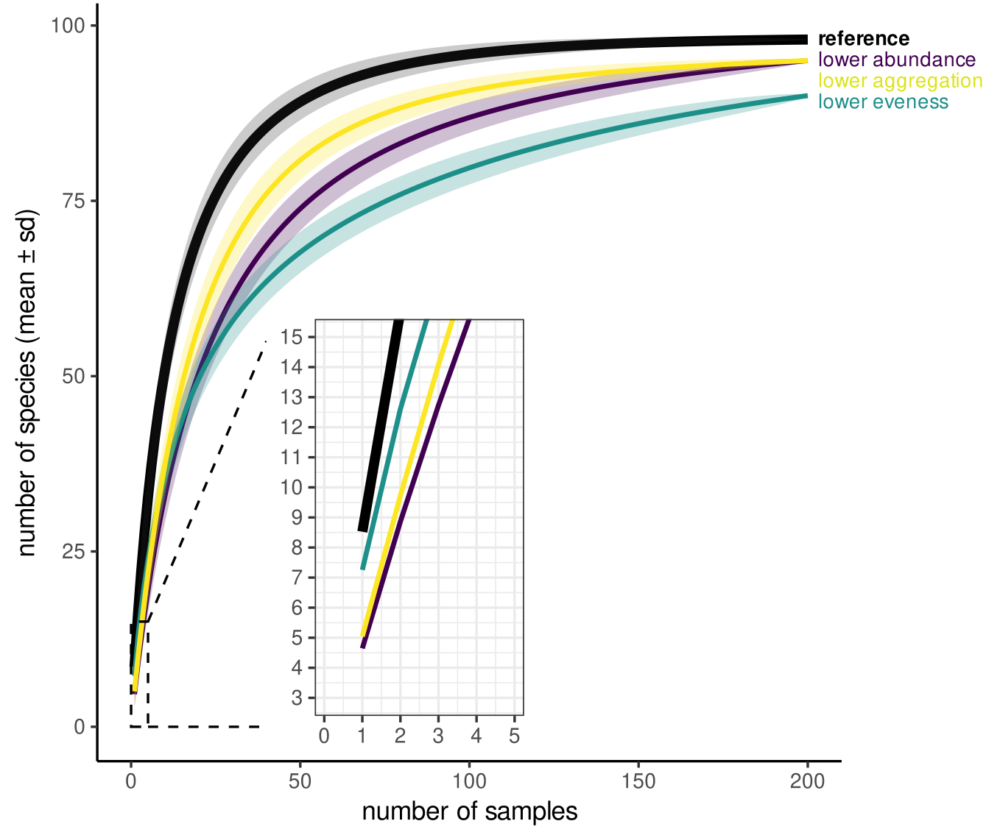 100
75
50
25
0
number of species (mean ± sd)
reference
lower abundance
lower aggregation
lower eveness
15
14
13
12
11
10
9
8
7
6
5
4
3
0 1 2 3 4 5
0 50 100 150 200
number of samples